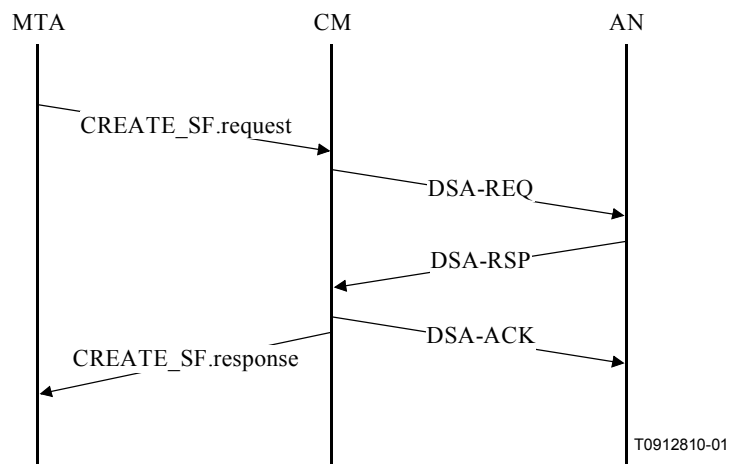 MTA
CM
AN
CREATE_SF.request
DSA-REQ
DSA-RSP
DSA-ACK
CREATE_SF.response
T0912810-01